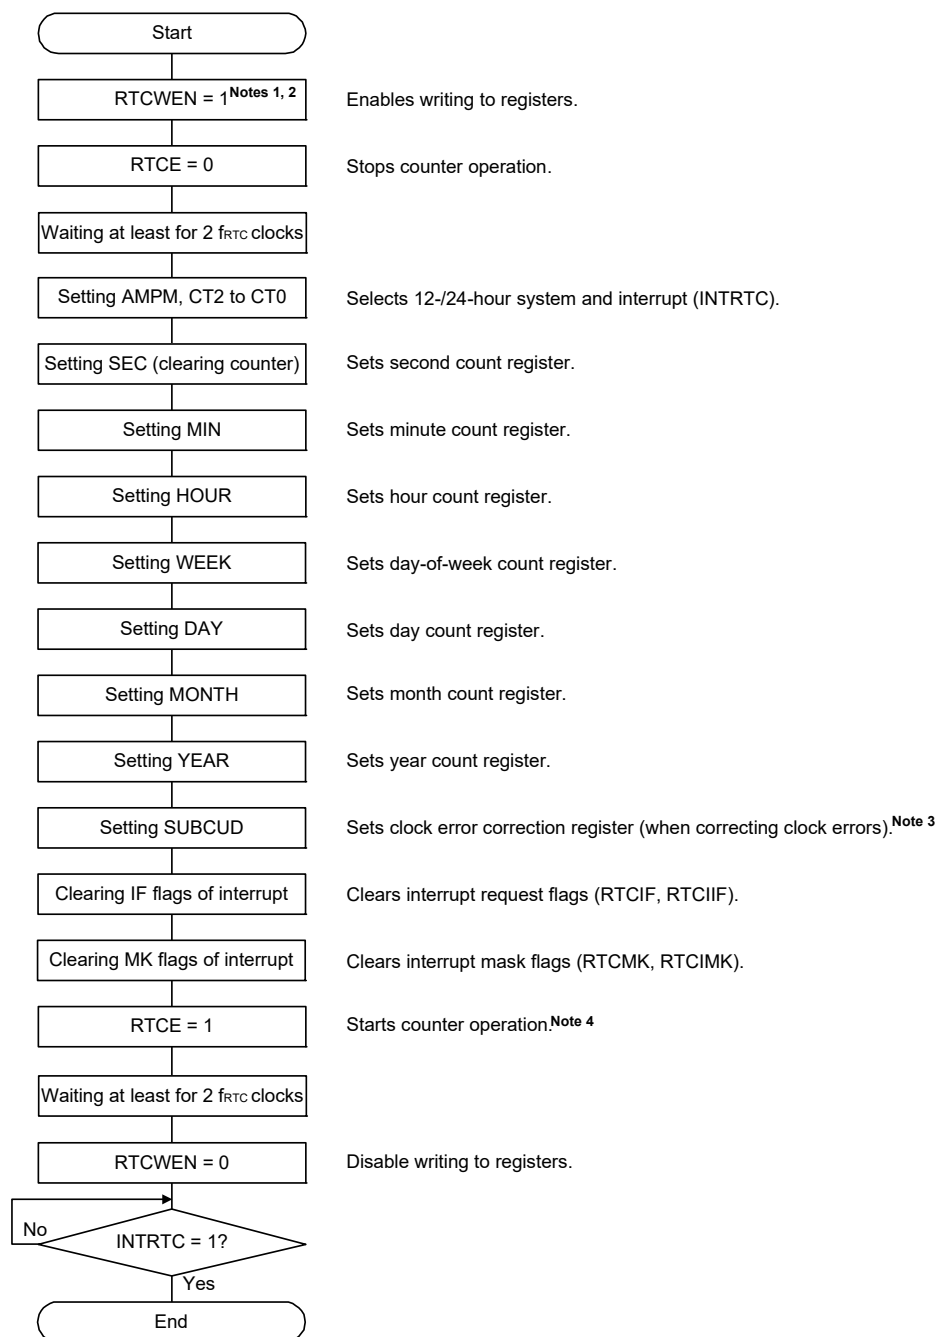 Start
RTCWEN = 1Notes 1, 2 Enables writing to registers.
RTCE = 0 Stops counter operation.
Waiting at least for 2 fRTC clocks
Setting AMPM, CT2 to CT0 Selects 12-/24-hour system and interrupt (INTRTC).
Setting SEC (clearing counter) Sets second count register.
Setting MIN Sets minute count register.
Setting HOUR Sets hour count register.
Setting WEEK Sets day-of-week count register.
Setting DAY Sets day count register.
Setting MONTH Sets month count register.
Setting YEAR Sets year count register.
Setting SUBCUD Sets clock error correction register (when correcting clock errors).Note 3
Clearing IF flags of interrupt Clears interrupt request flags (RTCIF, RTCIIF).
Clearing MK flags of interrupt Clears interrupt mask flags (RTCMK, RTCIMK).
RTCE = 1 Starts counter operation.Note 4
Waiting at least for 2 fRTC clocks
RTCWEN = 0 Disable writing to registers.
No
INTRTC = 1?
Yes
End